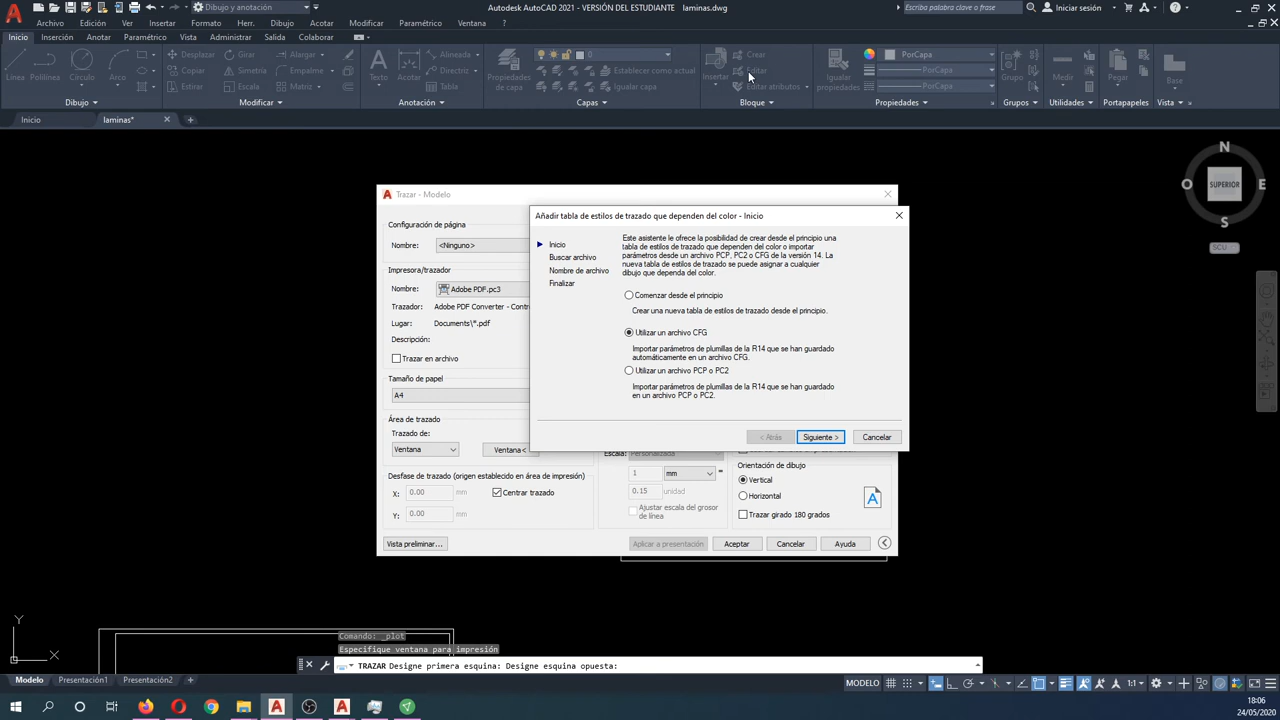 Dibujo y anotación
Autodesk AutoCAD 2021 - VERSIÓN DEL ESTUDIANTE laminas.dwg
Escriba palabra clave o frase
Iniciar sesión
Archivo Edición Ver Insertar Formato Herr. Dibujo Acotar Modificar Paramétrico Ventana ?
Inicio Inserción Anotar Paramétrico Vista Administrar Salida Colaborar
Línea Polilínea Círculo Arco
Desplazar Girar Alargar
Copiar Simetría Empalme
Estirar Escala Matriz
Texto Acotar
Alineada
Directriz
Tabla
Propiedades de capa
0
Establecer como actual
Igualar capa
Insertar
Crear
Editar
Editar atributos
Igualar propiedades
PorCapa
PorCapa
PorCapa
Grupo
Medir
Pegar
Base
Dibujo Modificar Anotación Capas Bloque Propiedades Grupos Utilidades Portapapeles Vista
Inicio laminas*
N
O SUPERIOR E
S
SCU
Trazar - Modelo
Configuración de página
Nombre: <Ninguno>
Impresora/trazador
Nombre: Adobe PDF.pc3
Trazador: Adobe PDF Converter - Contr
Lugar: Documents\*.pdf
Descripción:
Trazar en archivo
Tamaño de papel
A4
Área de trazado
Trazado de:
Ventana Ventana<
Desfase de trazado (origen establecido en área de impresión)
X: 0.00 mm Centrar trazado
Y: 0.00 mm
Añadir tabla de estilos de trazado que dependen del color - Inicio
Inicio
Buscar archivo
Nombre de archivo
Finalizar
Este asistente le ofrece la posibilidad de crear desde el principio una
tabla de estilos de trazado que dependen del color o importar
parámetros desde un archivo PCP, PC2 o CFG de la versión 14. La
nueva tabla de estilos de trazado se puede asignar a cualquier
dibujo que dependa del color.
Comenzar desde el principio
Crear una nueva tabla de estilos de trazado desde el principio.
Utilizar un archivo CFG
Importar parámetros de plumillas de la R14 que se han guardado
automáticamente en un archivo CFG.
Utilizar un archivo PCP o PC2
Importar parámetros de plumillas de la R14 que se han guardado
en un archivo PCP o PC2.
< Atrás Siguiente > Cancelar
Escala: Personalizada
1 mm =
0.15 unidad
Ajustar escala del grosor
de línea
Orientación de dibujo
Vertical
Horizontal
A
Trazar girado 180 grados
Vista preliminar... Aplicar a presentación Aceptar Cancelar Ayuda
Y
X
Comando: _plot
Especifique ventana para impresión
TRAZAR Designe primera esquina: Designe esquina opuesta:
Modelo Presentación1 Presentación2 +
MODELO
1:1
18:06
24/05/2020